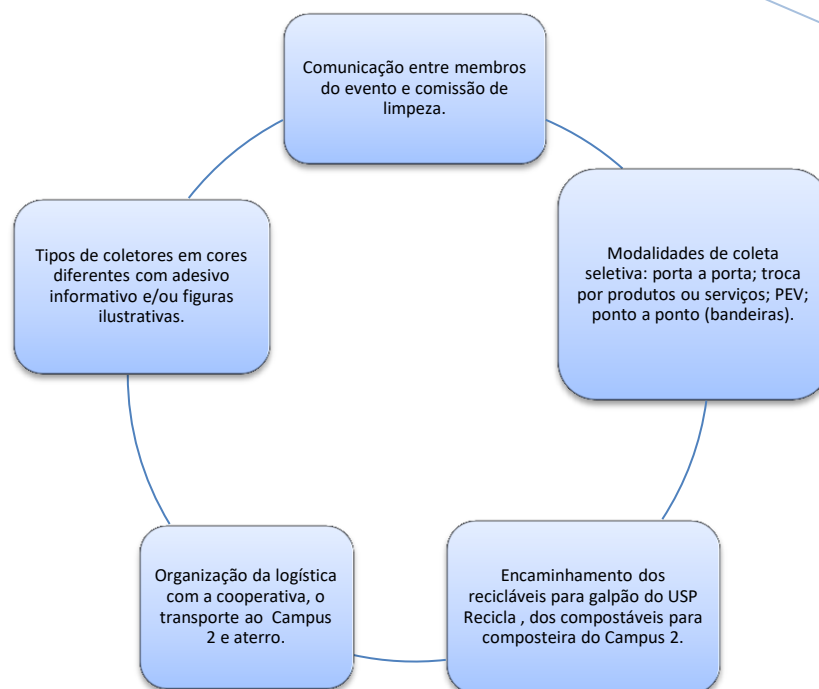 Comunicação entre membros
do evento e comissão de
limpeza.
Modalidades de coleta
seletiva: porta a porta; troca
por produtos ou serviços; PEV;
ponto a ponto (bandeiras).
Encaminhamento dos
recicláveis para galpão do USP
Recicla , dos compostáveis para
composteira do Campus 2.
Organização da logística
com a cooperativa, o
transporte ao Campus
2 e aterro.
Tipos de coletores em cores
diferentes com adesivo
informativo e/ou figuras
ilustrativas.